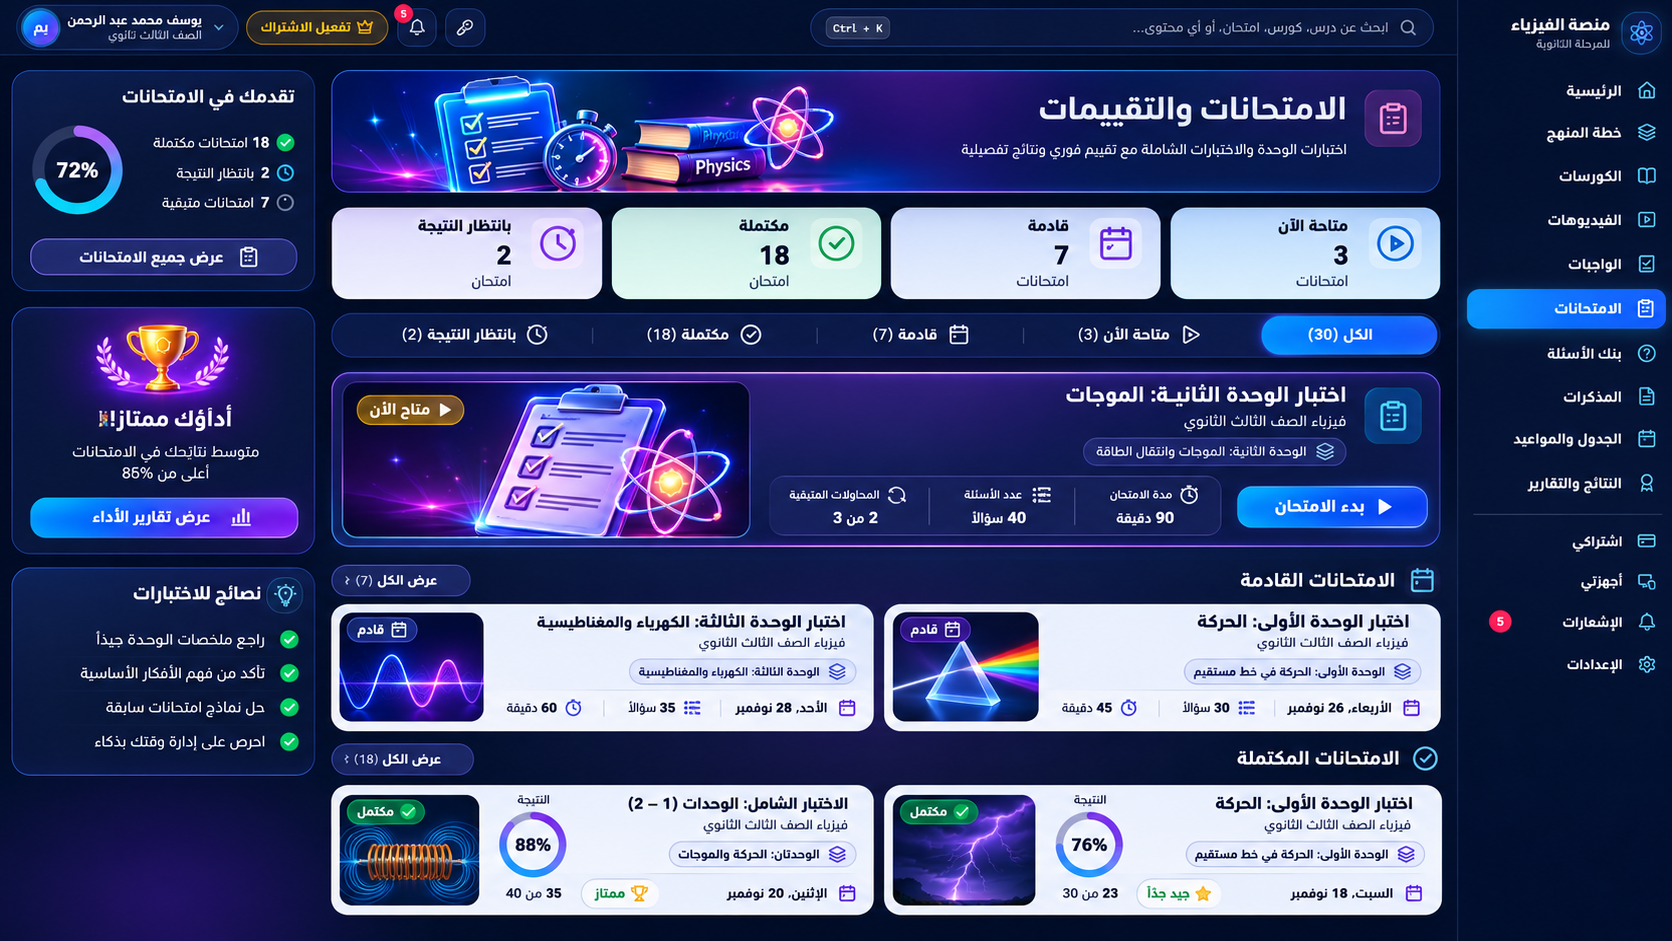 منصة الفيزياء
للمرحلة الثانوية
الرئيسية
خطة المنهج
الكورسات
الفيديوهات
الواجبات
الامتحانات
بنك الأسئلة
المذكرات
الجدول والمواعيد
النتائج والتقارير
اشتراكي
أجهزتي
الإشعارات
5
الإعدادات
ابحث عن درس، كورس، امتحان، أو أي محتوى...
Ctrl + K
5
تفعيل الاشتراك
يوسف محمد عبد الرحمن
الصف الثالث ثانوي
يم
الامتحانات والتقييمات
اختبارات الوحدة والاختبارات الشاملة مع تقييم فوري ونتائج تفصيلية
Physics
Physics
متاحة الآن
3
امتحانات
قادمة
7
امتحانات
مكتملة
18
امتحان
بانتظار النتيجة
2
امتحان
الكل (30)
متاحة الأن (3)
قادمة (7)
مكتملة (18)
بانتظار النتيجة (2)
اختبار الوحدة الثانيـة: الموجات
فيزياء الصف الثالث الثانوي
الوحدة الثانية: الموجات وانتقال الطاقة
بدء الامتحان
مدة الامتحان
90 دقيقة
عدد الأسئلة
40 سؤالاً
المحاولات المتبقية
2 من 3
متاح الأن
الامتحانات القادمة
عرض الكل (7)
اختبار الوحدة الأولى: الحركة
فيزياء الصف الثالث الثانوي
الوحدة الأولى: الحركة في خط مستقيم
الأربعاء، 26 نوفمبر
30 سؤالاً
45 دقيقة
قادم
اختبار الوحدة الثالثة: الكهرباء والمغناطيسية
فيزياء الصف الثالث الثانوي
الوحدة الثالثة: الكهرباء والمغناطيسية
الأحد، 28 نوفمبر
35 سؤالاً
60 دقيقة
قادم
الامتحانات المكتملة
عرض الكل (18)
اختبار الوحدة الأولى: الحركة
فيزياء الصف الثالث الثانوي
الوحدة الأولى: الحركة في خط مستقيم
السبت، 18 نوفمبر
جيد جدًا
النتيجة
76%
23 من 30
مكتمل
الاختبار الشامل: الوحدات (1 – 2)
فيزياء الصف الثالث الثانوي
الوحدتان: الحركة والموجات
الإثنين، 20 نوفمبر
ممتاز
النتيجة
88%
35 من 40
مكتمل
تقدمك في الامتحانات
72%
18 امتحانات مكتملة
2 بانتظار النتيجة
7 امتحانات متبقية
عرض جميع الامتحانات
أداؤك ممتاز!
متوسط نتائجك في الامتحانات
أعلى من 85%
عرض تقارير الأداء
نصائح للاختبارات
راجع ملخصات الوحدة جيدًا
تأكد من فهم الأفكار الأساسية
حل نماذج امتحانات سابقة
احرص على إدارة وقتك بذكاء